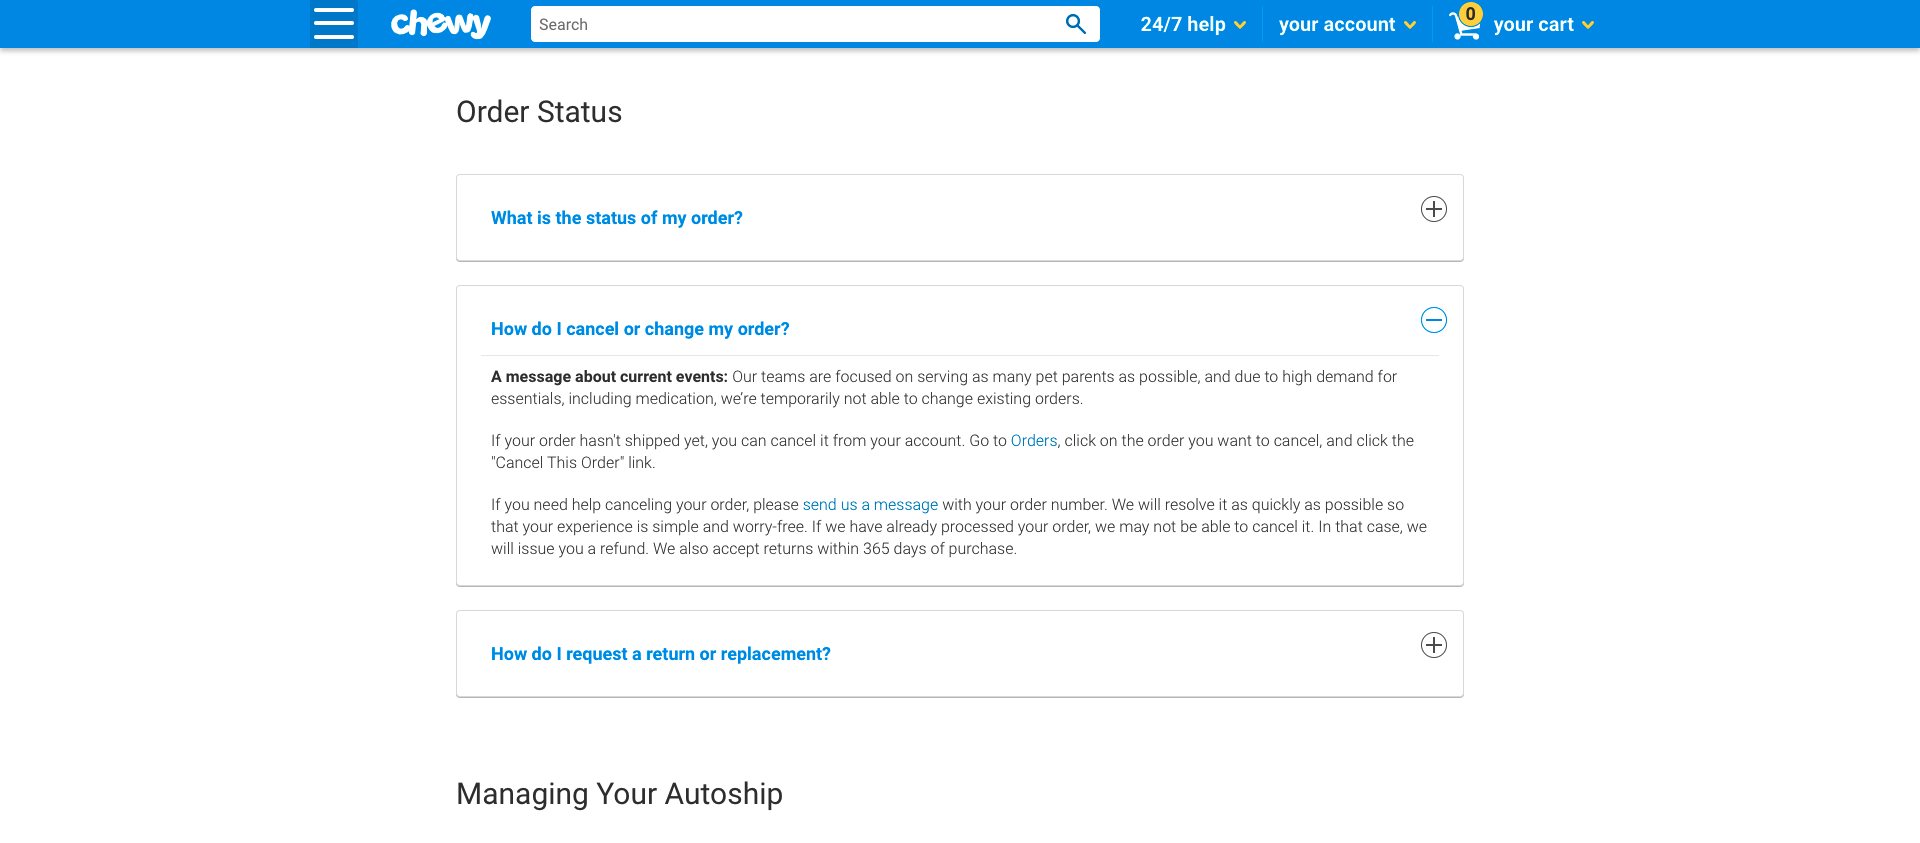 chewy
Search
24/7 help
your account
0
your cart
Order Status
What is the status of my order?
How do I cancel or change my order?
A message about current events: Our teams are focused on serving as many pet parents as possible, and due to high demand for
essentials, including medication, we're temporarily not able to change existing orders.
If your order hasn't shipped yet, you can cancel it from your account. Go to Orders, click on the order you want to cancel, and click the
"Cancel This Order" link.
If you need help canceling your order, please send us a message with your order number. We will resolve it as quickly as possible so
that your experience is simple and worry-free. If we have already processed your order, we may not be able to cancel it. In that case, we
will issue you a refund. We also accept returns within 365 days of purchase.
How do I request a return or replacement?
Managing Your Autoship